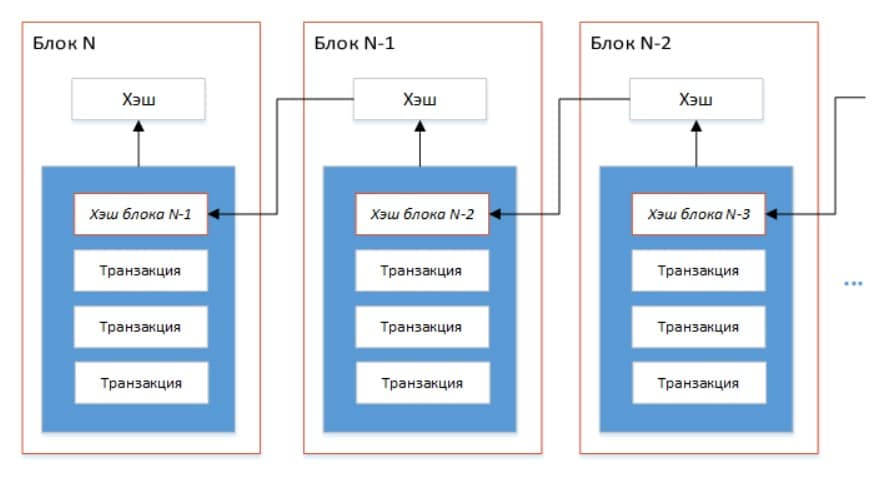 Блок N
Хэш
Хэш блока N-1
Транзакция
Транзакция
Транзакция
Блок N-1
Хэш
Хэш блока N-2
Транзакция
Транзакция
Транзакция
Блок N-2
Хэш
Хэш блока N-3
Транзакция
Транзакция
Транзакция
...